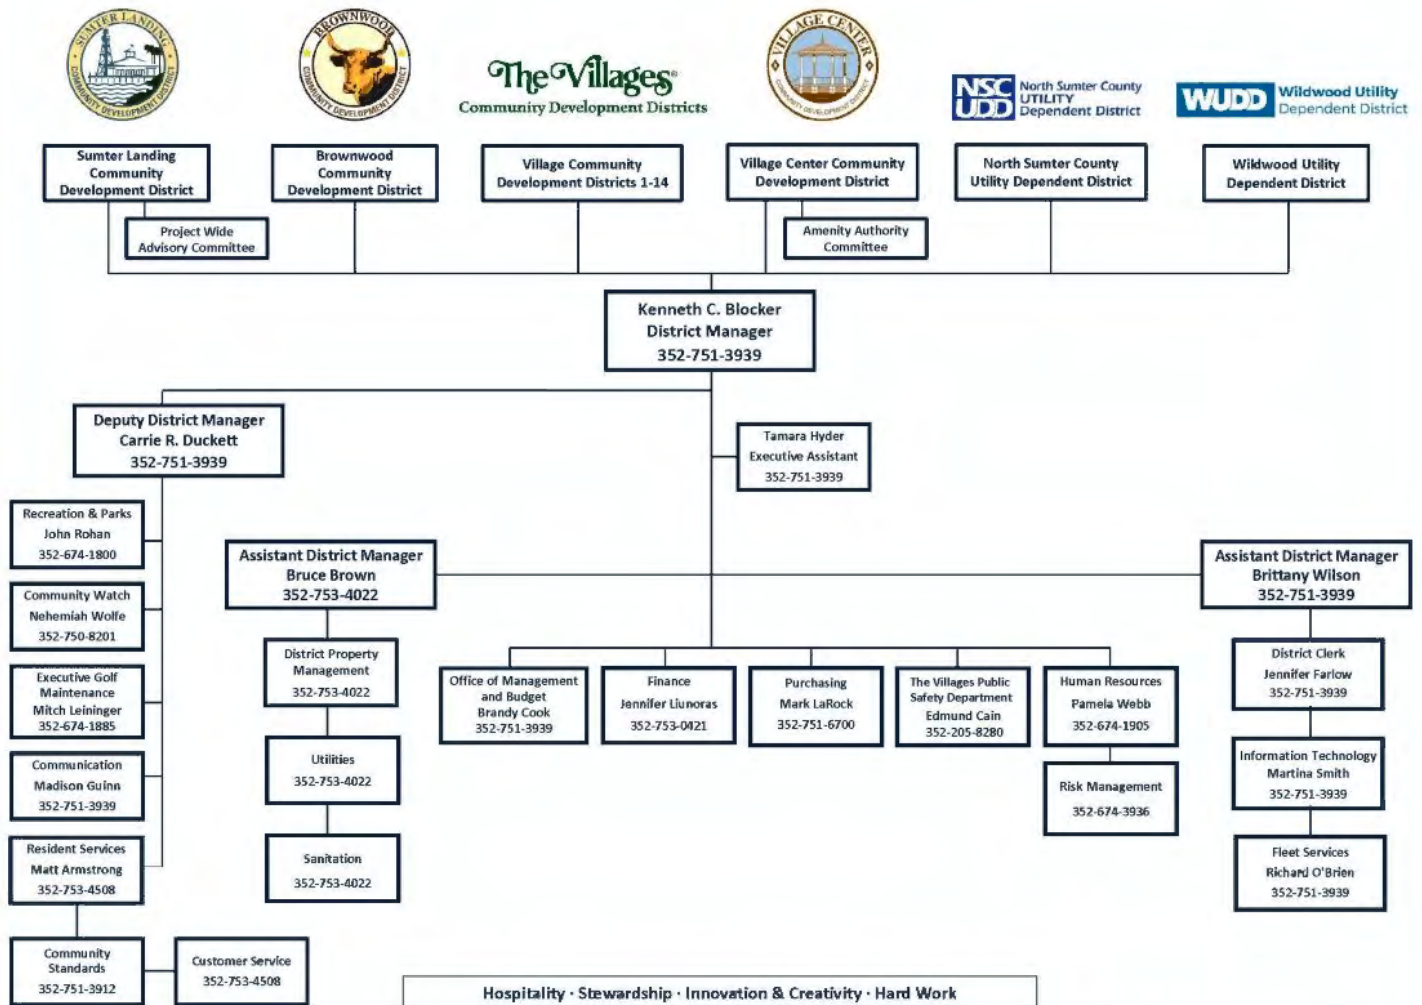 SUMTER LANDING
COMMUNITY DEVELOPMENT DISTRICT
BROWNWOOD
COMMUNITY DEVELOPMENT DISTRICT
The Villages®
Community Development Districts
VILLAGE CENTER
COMMUNITY DEVELOPMENT DISTRICT
NSC
UDD
North Sumter County
UTILITY
Dependent District
WUDD
Wildwood Utility
Dependent District
Sumter Landing
Community
Development District
Brownwood
Community
Development District
Village Community
Development Districts 1-14
Village Center Community
Development District
North Sumter County
Utility Dependent District
Wildwood Utility
Dependent District
Project Wide
Advisory Committee
Amenity Authority
Committee
Kenneth C. Blocker
District Manager
352-751-3939
Deputy District Manager
Carrie R. Duckett
352-751-3939
Tamara Hyder
Executive Assistant
352-751-3939
Recreation & Parks
John Rohan
352-674-1800
Community Watch
Nehemiah Wolfe
352-750-8201
Executive Golf
Maintenance
Mitch Leininger
352-674-1885
Communication
Madison Guinn
352-751-3939
Resident Services
Matt Armstrong
352-753-4508
Community
Standards
352-751-3912
Customer Service
352-753-4508
Assistant District Manager
Bruce Brown
352-753-4022
District Property
Management
352-753-4022
Utilities
352-753-4022
Sanitation
352-753-4022
Office of Management
and Budget
Brandy Cook
352-751-3939
Finance
Jennifer Liunoras
352-753-0421
Purchasing
Mark LaRock
352-751-6700
The Villages Public
Safety Department
Edmund Cain
352-205-8280
Human Resources
Pamela Webb
352-674-1905
Risk Management
352-674-3936
Assistant District Manager
Brittany Wilson
352-751-3939
District Clerk
Jennifer Farlow
352-751-3939
Information Technology
Martina Smith
352-751-3939
Fleet Services
Richard O'Brien
352-751-3939
Hospitality · Stewardship · Innovation & Creativity · Hard Work